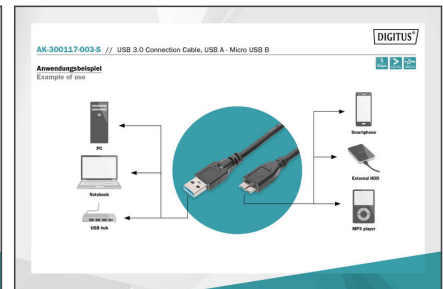 DIGITUS®
AK-300117-003-S // USB 3.0 Connection Cable, USB A - Micro USB B
Anwendungsbeispiel
Example of use
PC
Notebook
USB hub
Smartphone
External HDD
MP3 player